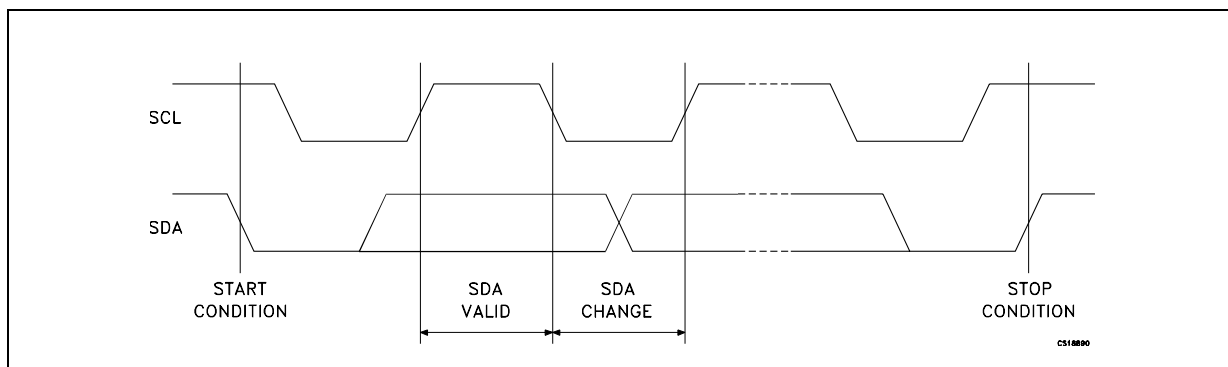 SCL
SDA
START
CONDITION
SDA
VALID
SDA
CHANGE
STOP
CONDITION
CS18890